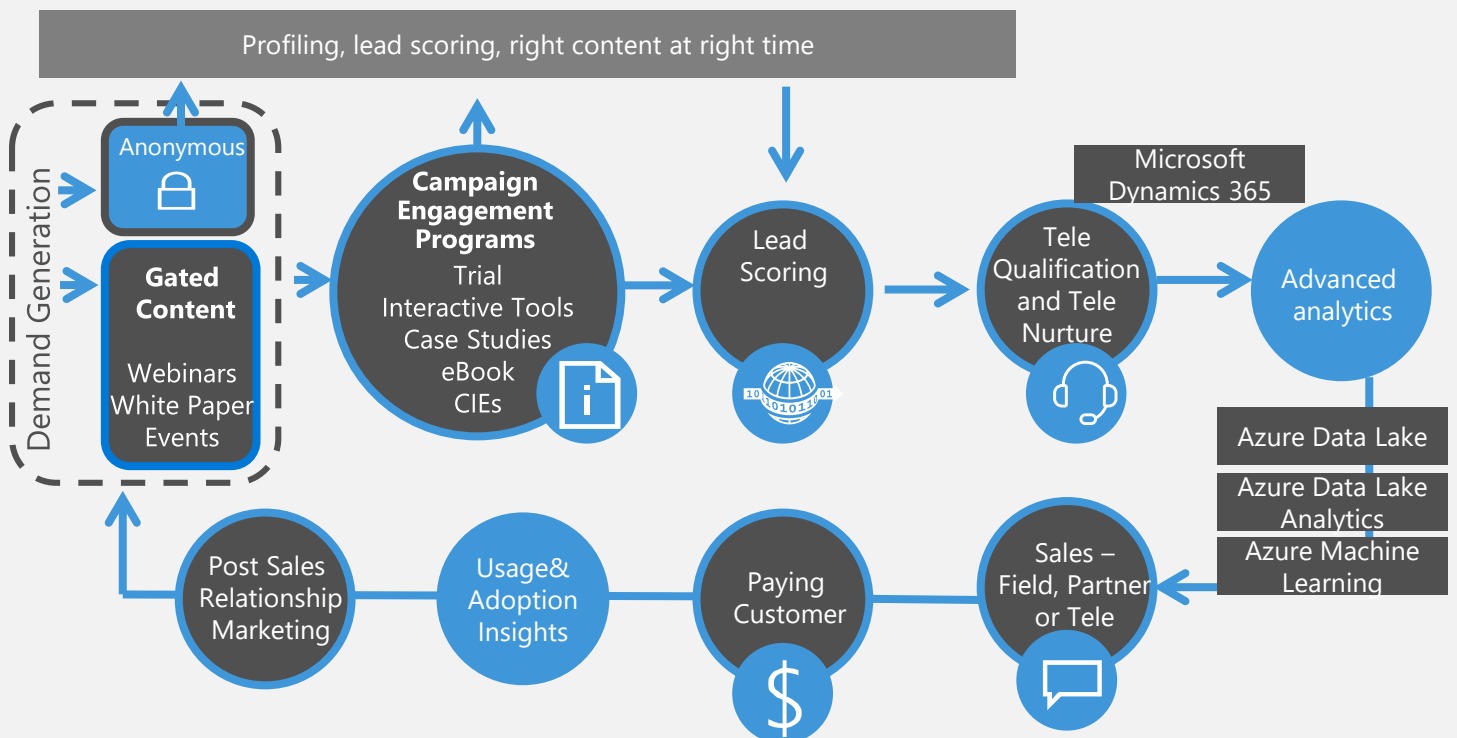 Profiling, lead scoring, right content at right time
Demand Generation
Anonymous
Gated
Content
Webinars
White Paper
Events
Campaign
Engagement
Programs
Trial
Interactive Tools
Case Studies
eBook
CIEs
i
Lead
Scoring
10 1010110 01
Microsoft
Dynamics 365
Tele
Qualification
and Tele
Nurture
Advanced
analytics
Azure Data Lake
Azure Data Lake
Analytics
Azure Machine
Learning
Sales –
Field, Partner
or Tele
Paying
Customer
$
Usage&
Adoption
Insights
Post Sales
Relationship
Marketing